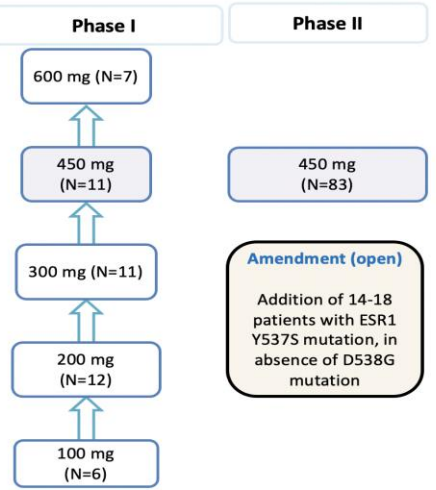 Phase I
Phase II
600 mg (N=7)
450 mg
(N=11)
450 mg
(N=83)
300 mg (N=11)
Amendment (open)
Addition of 14-18
patients with ESR1
Y537S mutation, in
absence of D538G
mutation
200 mg
(N=12)
100 mg
(N=6)